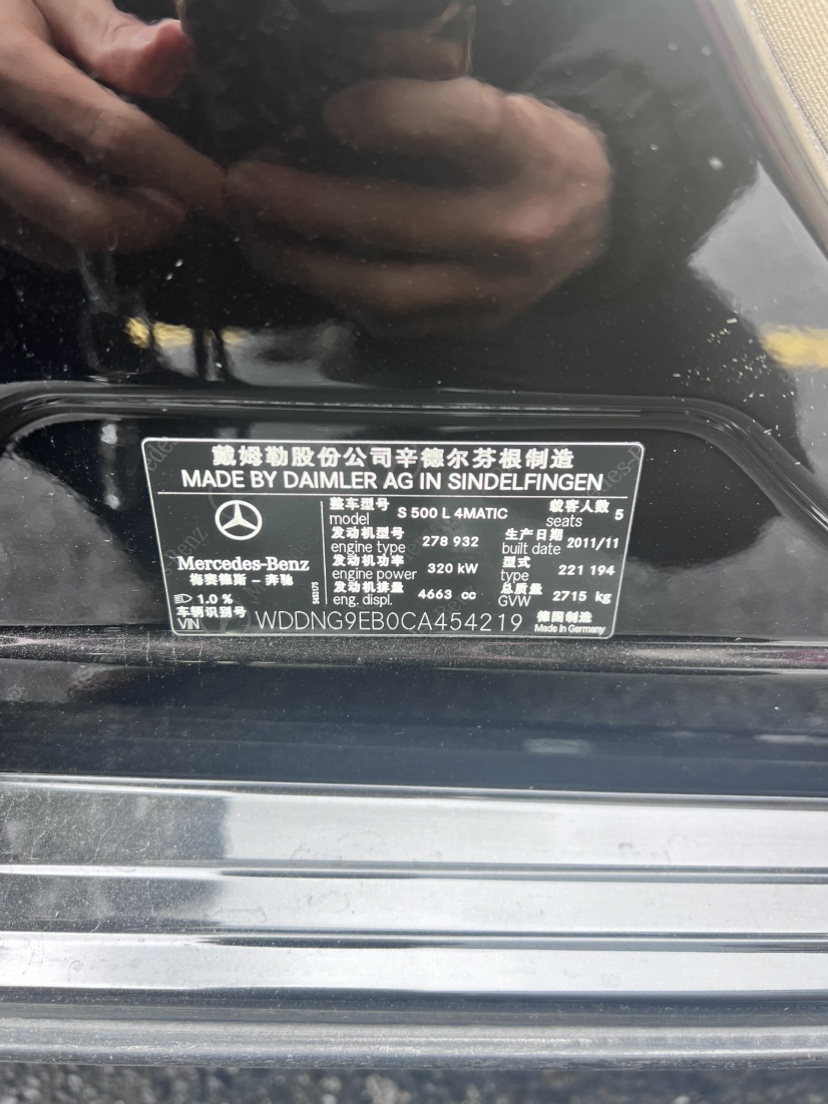 戴姆勒股份公司辛德尔芬根制造
MADE BY DAIMLER AG IN SINDELFINGEN
Mercedes-Benz
梅赛德斯－奔驰
1.0 %
整车型号 model S 500 L 4MATIC 载客人数 seats 5
发动机型号 engine type 278 932 生产日期 built date 2011/11
发动机功率 engine power 320 kW 型式 type 221 194
发动机排量 eng. displ. 4663 cc 总质量 GVW 2715 kg
车辆识别号 VIN WDDNG9EB0CA454219 德国制造 Made in Germany